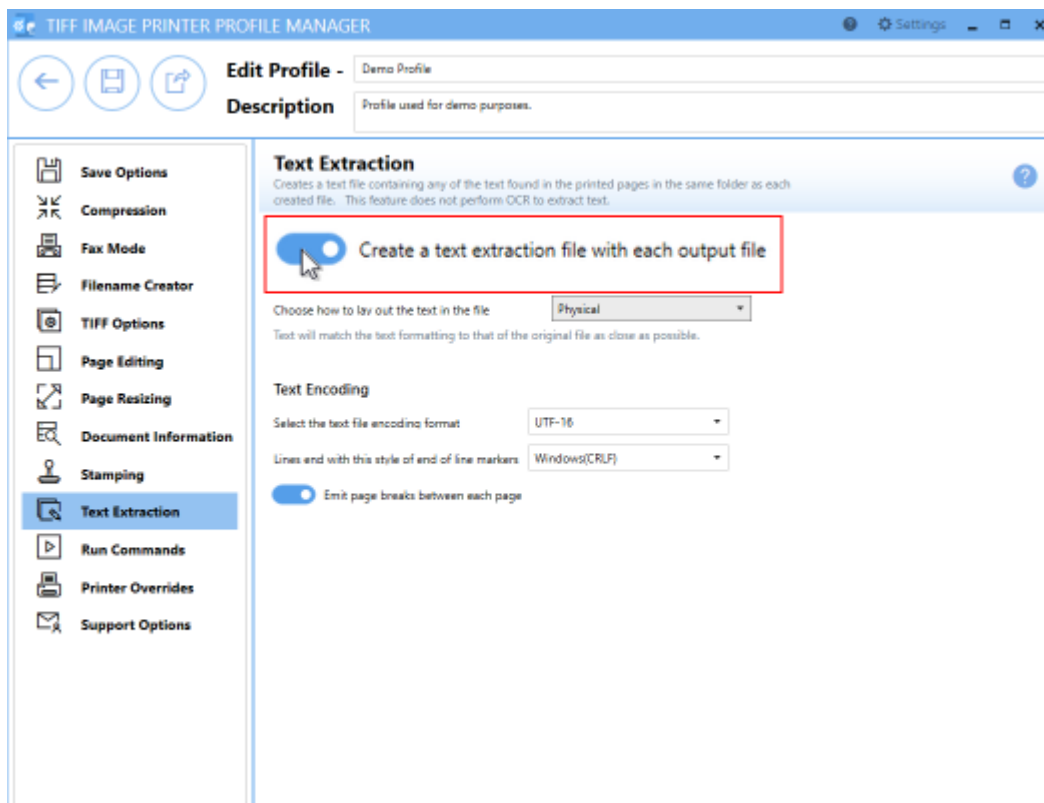 TIFF IMAGE PRINTER PROFILE MANAGER
Settings
Edit Profile -
Demo Profile
Description
Profile used for demo purposes.
Save Options
Compression
Fax Mode
Filename Creator
TIFF Options
Page Editing
Page Resizing
Document Information
Stamping
Text Extraction
Run Commands
Printer Overrides
Support Options
Text Extraction
Creates a text file containing any of the text found in the printed pages in the same folder as each
created file. This feature does not perform OCR to extract text.
Create a text extraction file with each output file
Choose how to lay out the text in the file
Physical
Text will match the text formatting to that of the original file as close as possible.
Text Encoding
Select the text file encoding format
UTF-16
Lines end with this style of end of line markers
Windows(CRLF)
Emit page breaks between each page